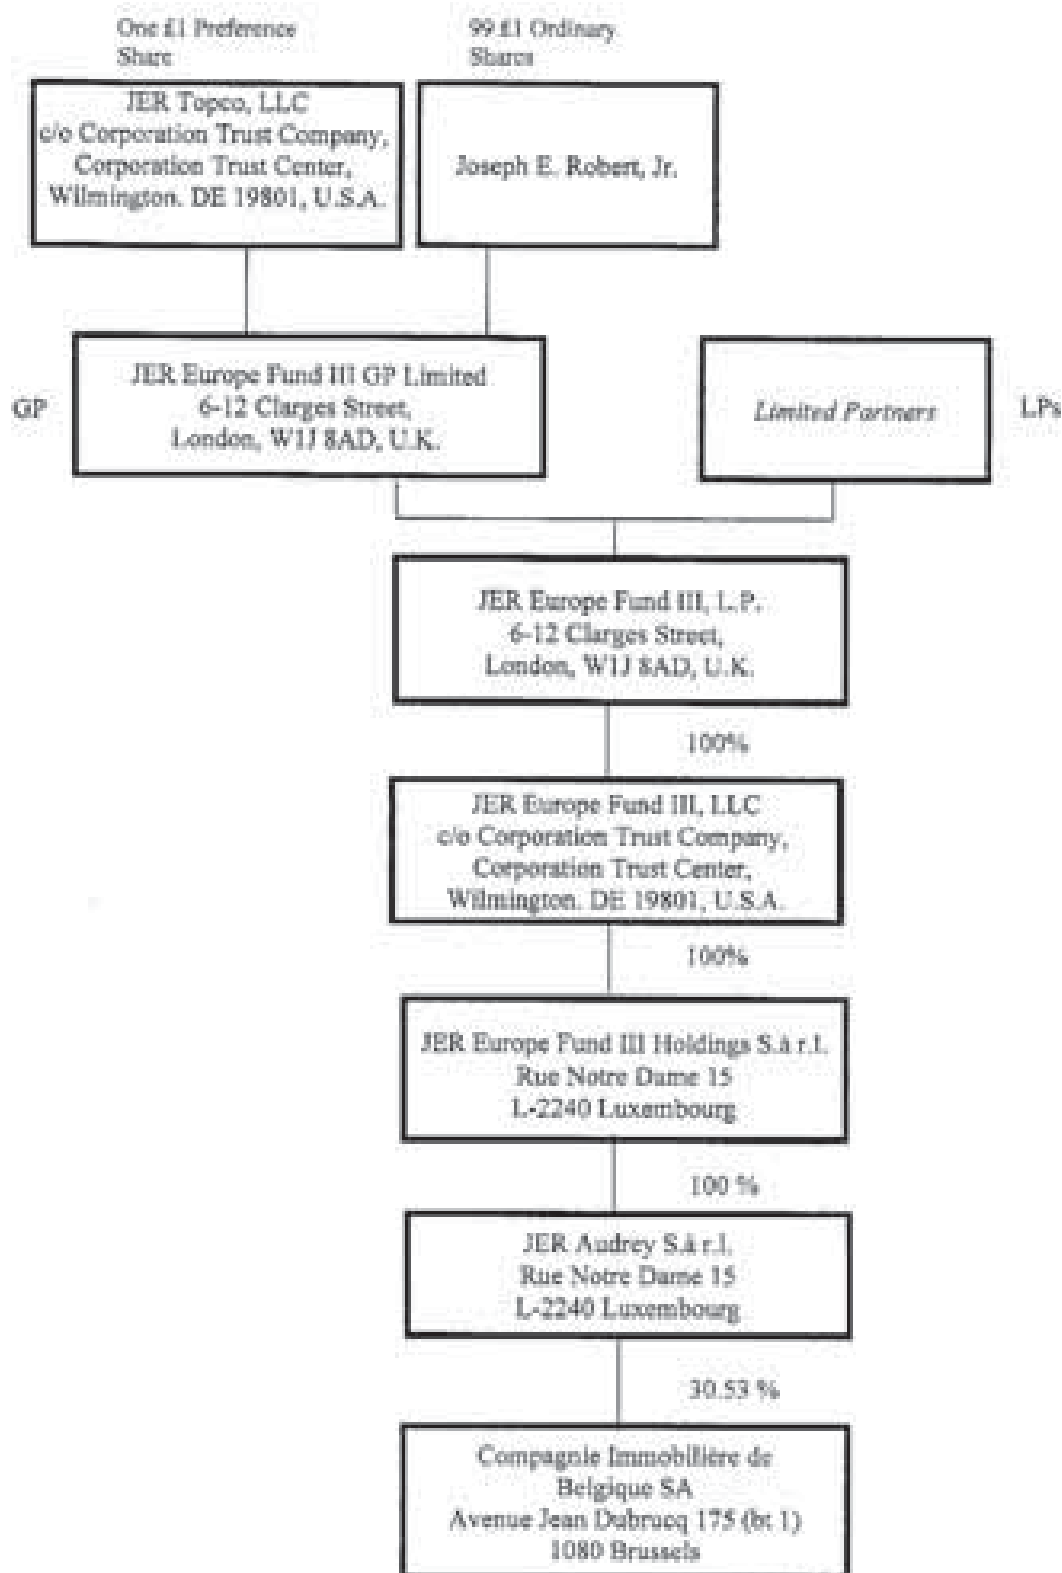 One £1 Preference
Share
99 £1 Ordinary
Shares
JER Topco, LLC
c/o Corporation Trust Company,
Corporation Trust Center,
Wilmington. DE 19801, U.S.A.
Joseph E. Robert, Jr.
GP
JER Europe Fund III GP Limited
6-12 Clarges Street,
London, W1J 8AD, U.K.
Limited Partners
LPs
JER Europe Fund III, L.P.
6-12 Clarges Street,
London, W1J 8AD, U.K.
100%
JER Europe Fund III, LLC
c/o Corporation Trust Company,
Corporation Trust Center,
Wilmington. DE 19801, U.S.A.
100%
JER Europe Fund III Holdings S.à r.l.
Rue Notre Dame 15
L-2240 Luxembourg
100 %
JER Audrey S.à r.l.
Rue Notre Dame 15
L-2240 Luxembourg
30.53 %
Compagnie Immobilière de
Belgique SA
Avenue Jean Dubrucq 175 (bt 1)
1080 Brussels